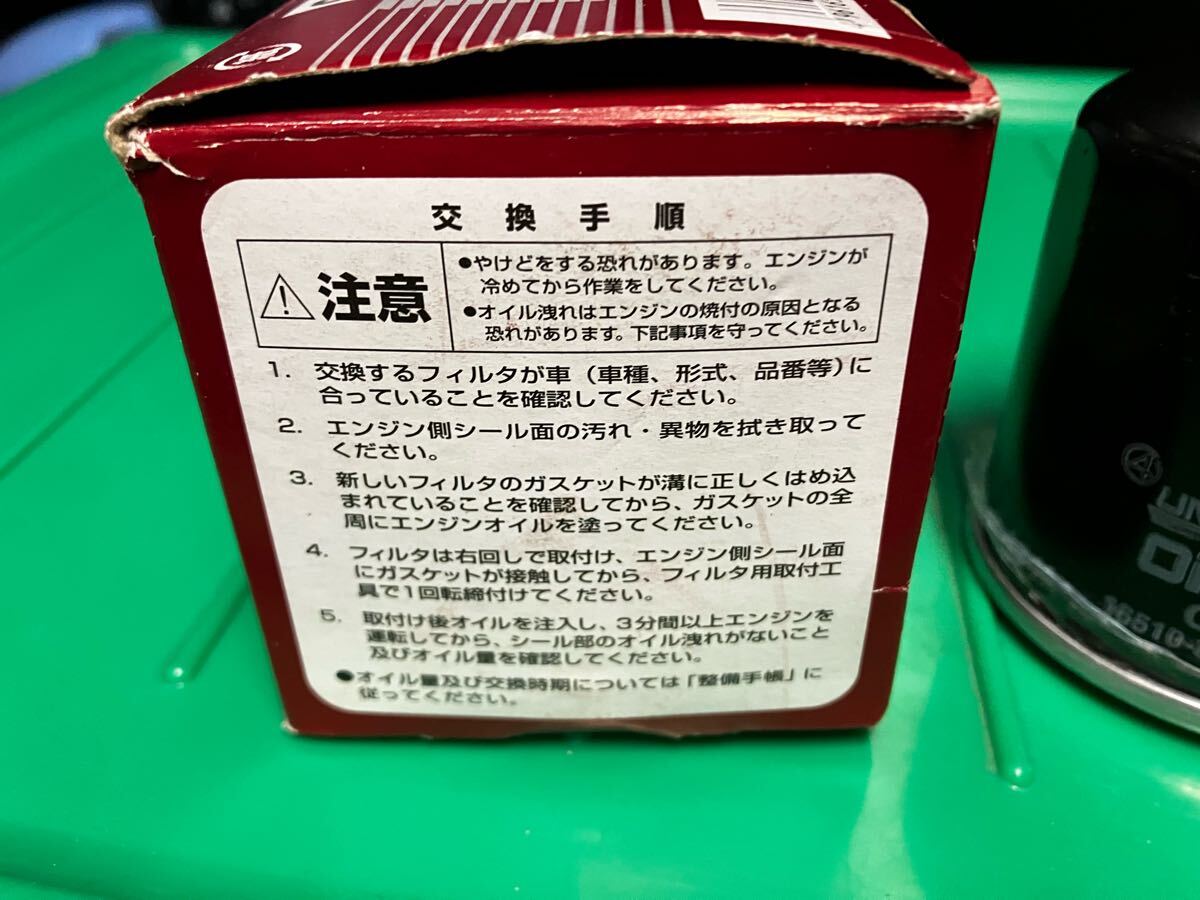 交換手順
注意
●やけどをする恐れがあります。エンジンが
冷めてから作業をしてください。
●オイル洩れはエンジンの焼付の原因となる
恐れがあります。下記事項を守ってください。
1. 交換するフィルタが車（車種、形式、品番等）に
合っていることを確認してください。
2. エンジン側シール面の汚れ・異物を拭き取って
ください。
3. 新しいフィルタのガスケットが溝に正しくはめ込
まれていることを確認してから、ガスケットの全
周にエンジンオイルを塗ってください。
4. フィルタは右回しで取付け、エンジン側シール面
にガスケットが接触してから、フィルタ用取付工
具で1回転締付けてください。
5. 取付け後オイルを注入し、3分間以上エンジンを
運転してから、シール部のオイル洩れがないこと
及びオイル量を確認してください。
●オイル量及び交換時期については「整備手帳」に
従ってください。
16510-